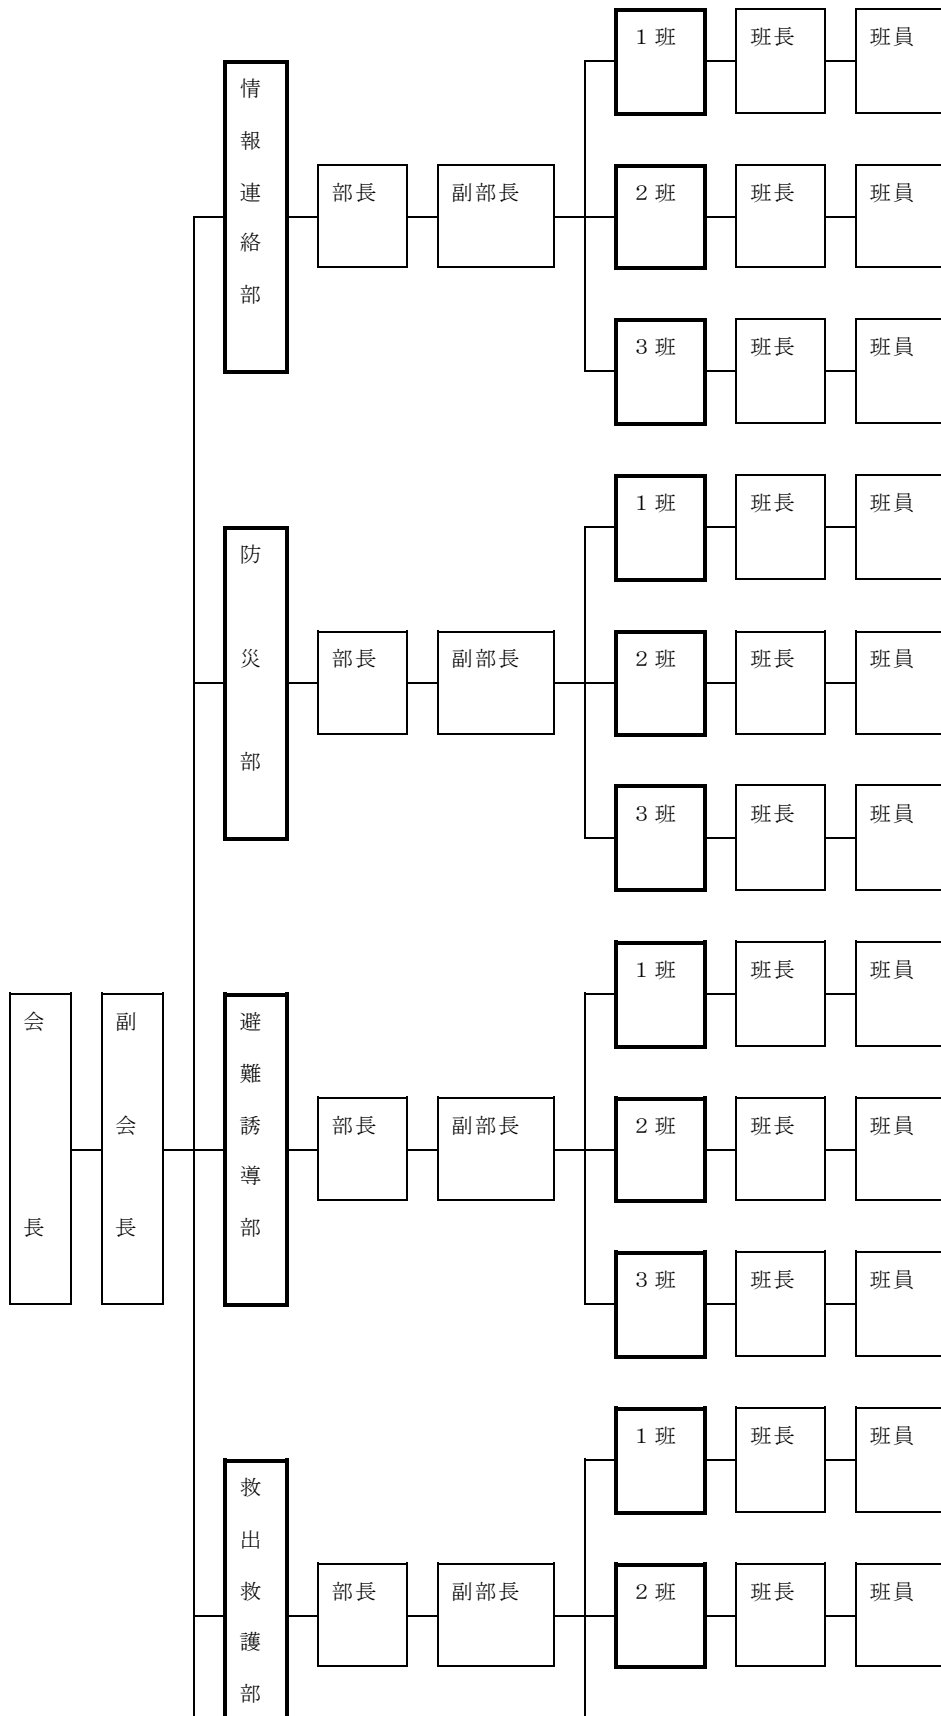 会長
副会長
情報連絡部
部長
副部長
1班
班長
班員
2班
班長
班員
3班
班長
班員
防災部
部長
副部長
1班
班長
班員
2班
班長
班員
3班
班長
班員
避難誘導部
部長
副部長
1班
班長
班員
2班
班長
班員
3班
班長
班員
救出救護部
部長
副部長
1班
班長
班員
2班
班長
班員